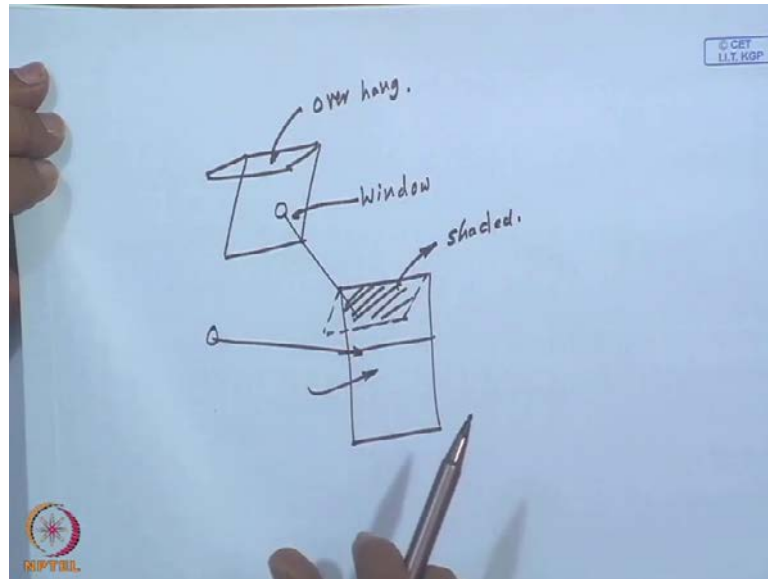 © CET
I.I.T. KGP
over hang.
Window
shaded.
NPTEL